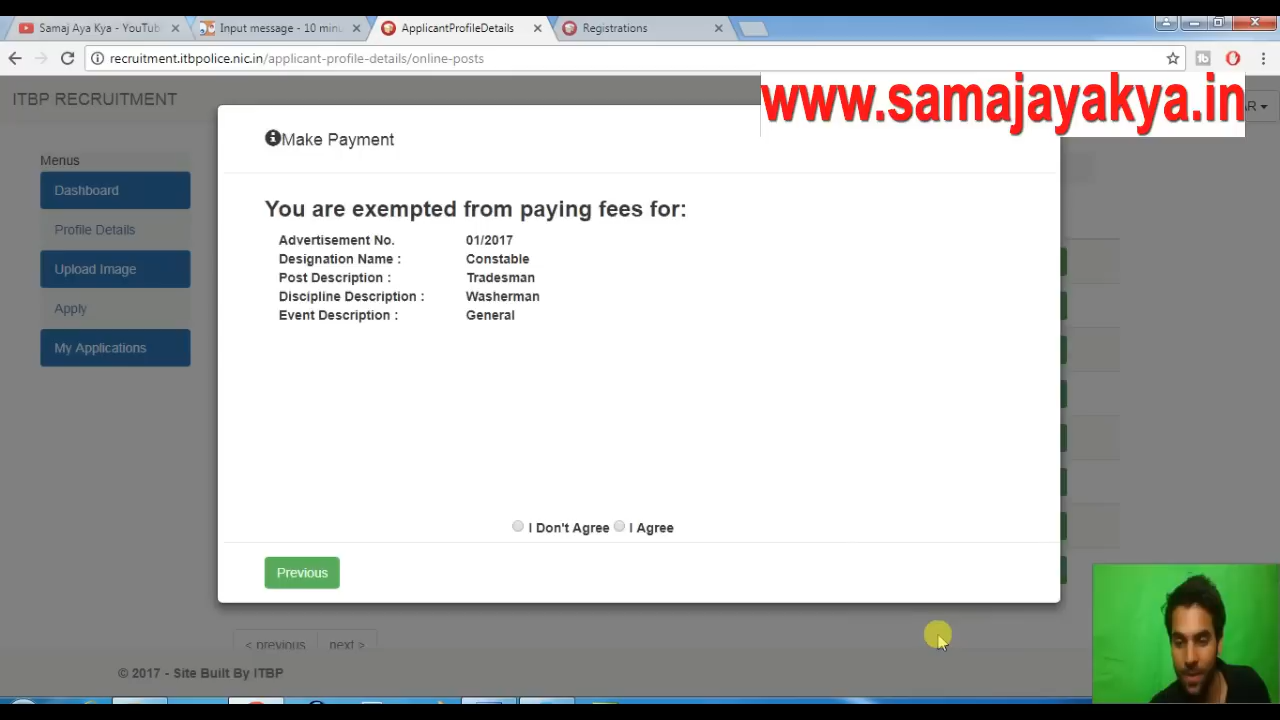 Samaj Aya Kya - YouTub
Input message - 10 minu
ApplicantProfileDetails
Registrations
recruitment.itbpolice.nic.in/applicant-profile-details/online-posts
www.samajayakya.in
ITBP RECRUITMENT
AR
Make Payment
Menus
Dashboard
Profile Details
Upload Image
Apply
My Applications
You are exempted from paying fees for:
Advertisement No. 01/2017
Designation Name : Constable
Post Description : Tradesman
Discipline Description : Washerman
Event Description : General
I Don't Agree I Agree
Previous
< previous next >
© 2017 - Site Built By ITBP